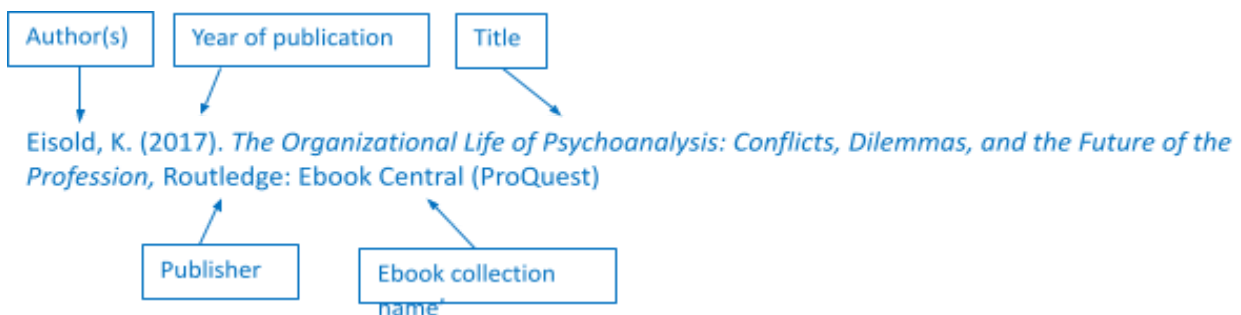 Author(s)
Year of publication
Title
Eisold, K. (2017). The Organizational Life of Psychoanalysis: Conflicts, Dilemmas, and the Future of the
Profession, Routledge: Ebook Central (ProQuest)
Publisher
Ebook collection
name’